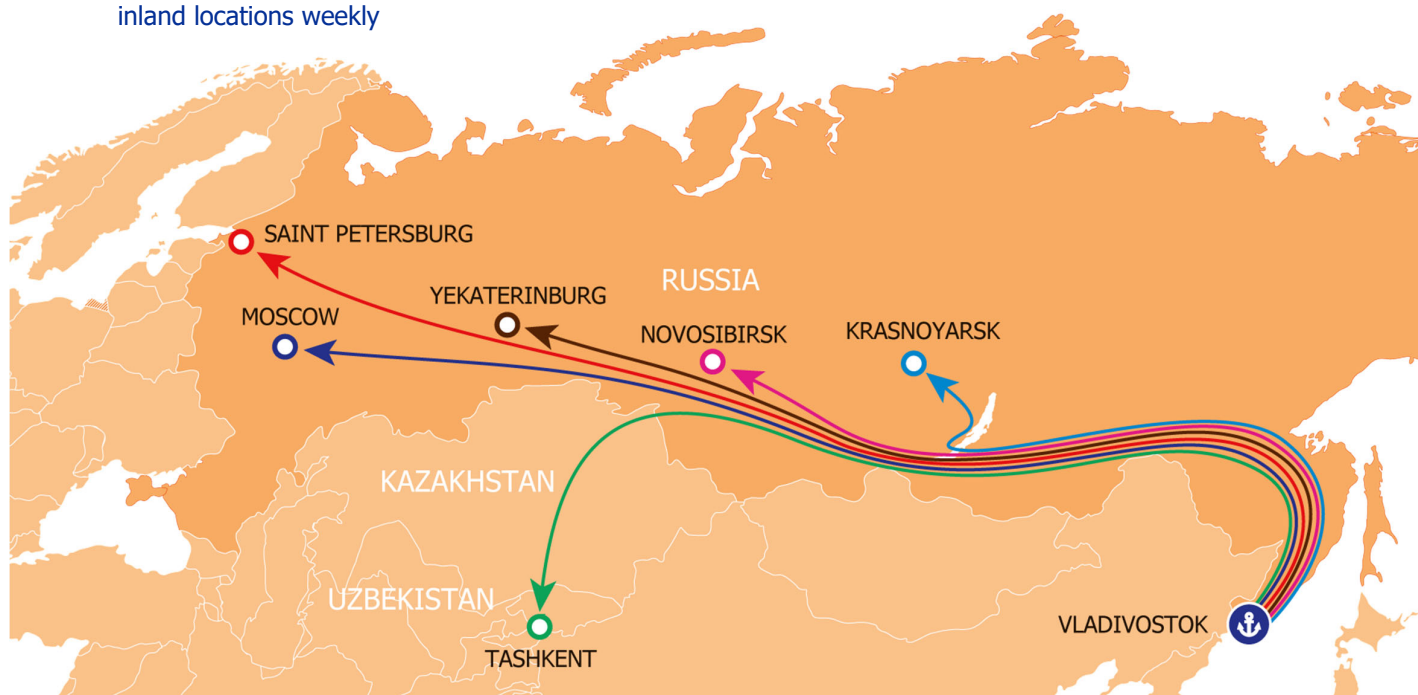 inland locations weekly
SAINT PETERSBURG
RUSSIA
YEKATERINBURG
MOSCOW
NOVOSIBIRSK
KRASNOYARSK
KAZAKHSTAN
UZBEKISTAN
VLADIVOSTOK
TASHKENT